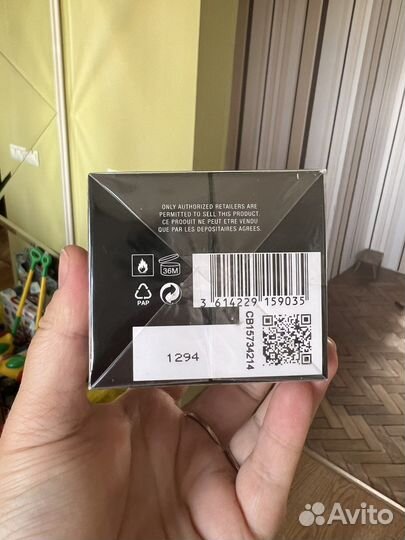 ONLY AUTHORIZED RETAILERS ARE
PERMITTED TO SELL THIS PRODUCT.
CE PRODUIT NE PEUT ETRE VENDU
QUE PAR LES DEPOSITAIRES AGREES.
36M
PAP
3 614229 159035
CB15734214
1294
Avito